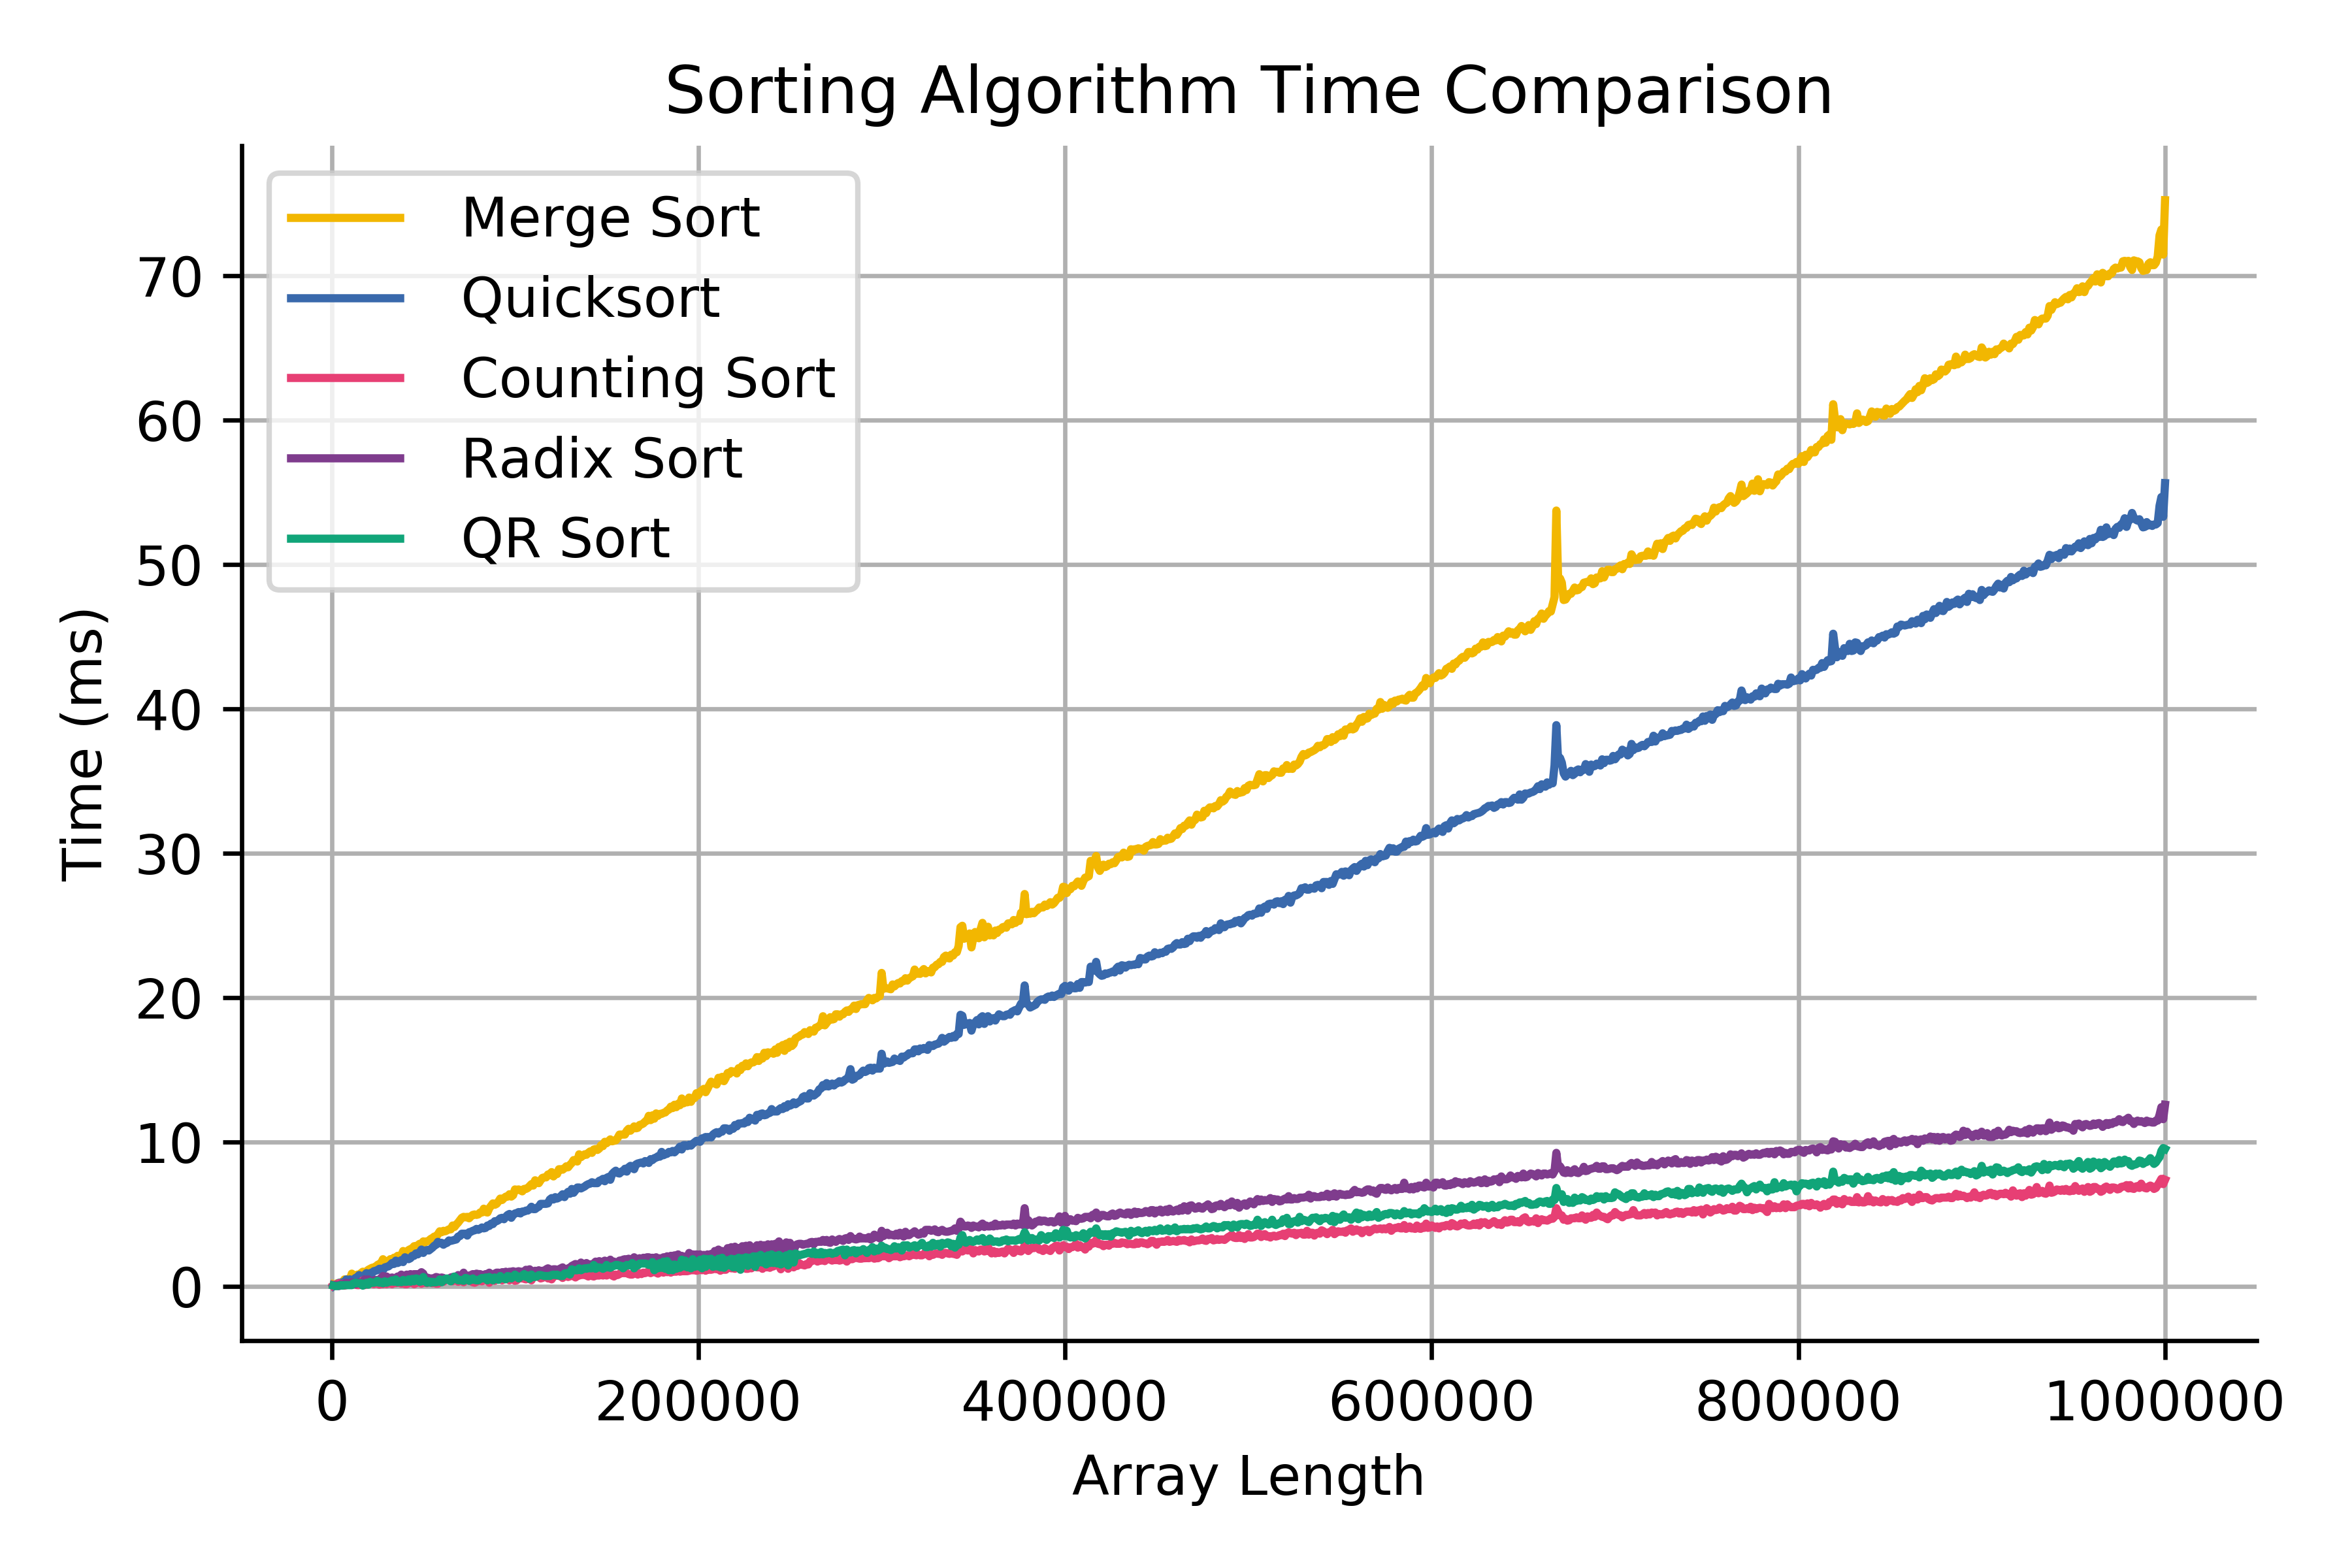 Sorting Algorithm Time Comparison
Merge Sort
Quicksort
Counting Sort
Radix Sort
QR Sort
70
60
50
40
30
20
10
0
Time (ms)
0 200000 400000 600000 800000 1000000
Array Length